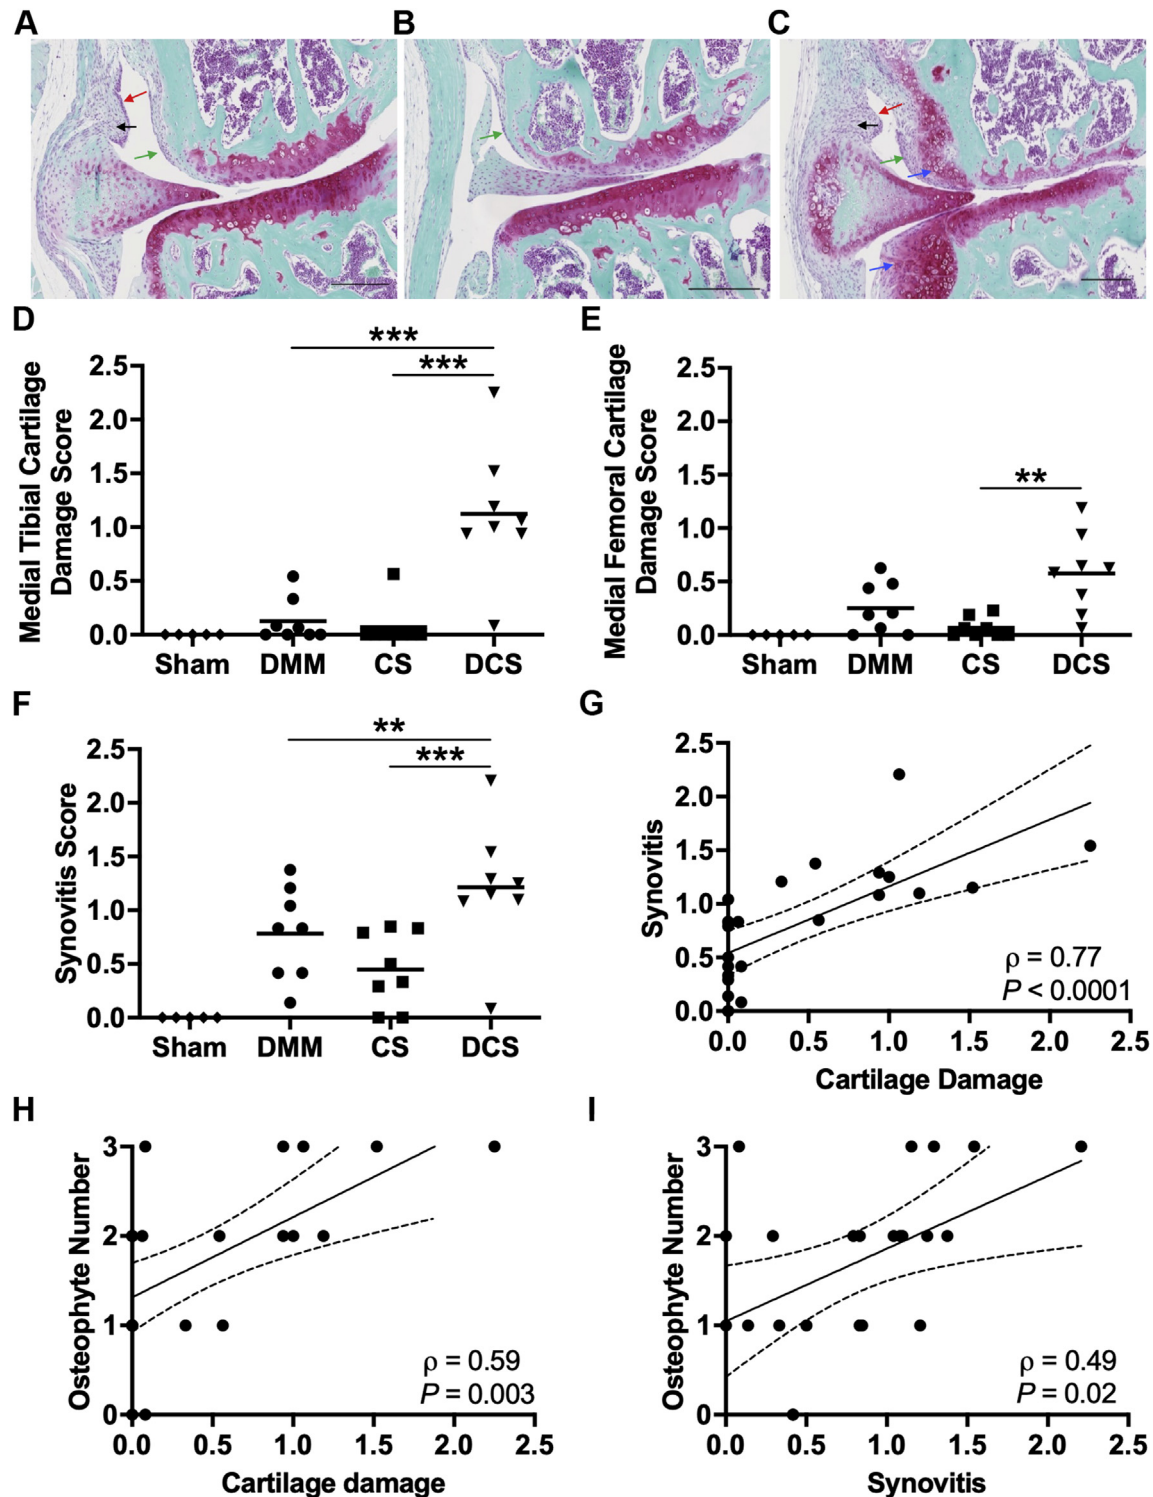 A
B
C
D
Medial Tibial Cartilage
Damage Score
2.5
2.0
1.5
1.0
0.5
0.0
***
***
Sham DMM CS DCS
E
Medial Femoral Cartilage
Damage Score
2.5
2.0
1.5
1.0
0.5
0.0
**
Sham DMM CS DCS
F
Synovitis Score
2.5
2.0
1.5
1.0
0.5
0.0
**
***
Sham DMM CS DCS
G
Synovitis
2.5
2.0
1.5
1.0
0.5
0.0
ρ = 0.77
P < 0.0001
0.0 0.5 1.0 1.5 2.0 2.5
Cartilage Damage
H
Osteophyte Number
3
2
1
0
ρ = 0.59
P = 0.003
0.0 0.5 1.0 1.5 2.0 2.5
Cartilage damage
I
Osteophyte Number
3
2
1
0
ρ = 0.49
P = 0.02
0.0 0.5 1.0 1.5 2.0 2.5
Synovitis